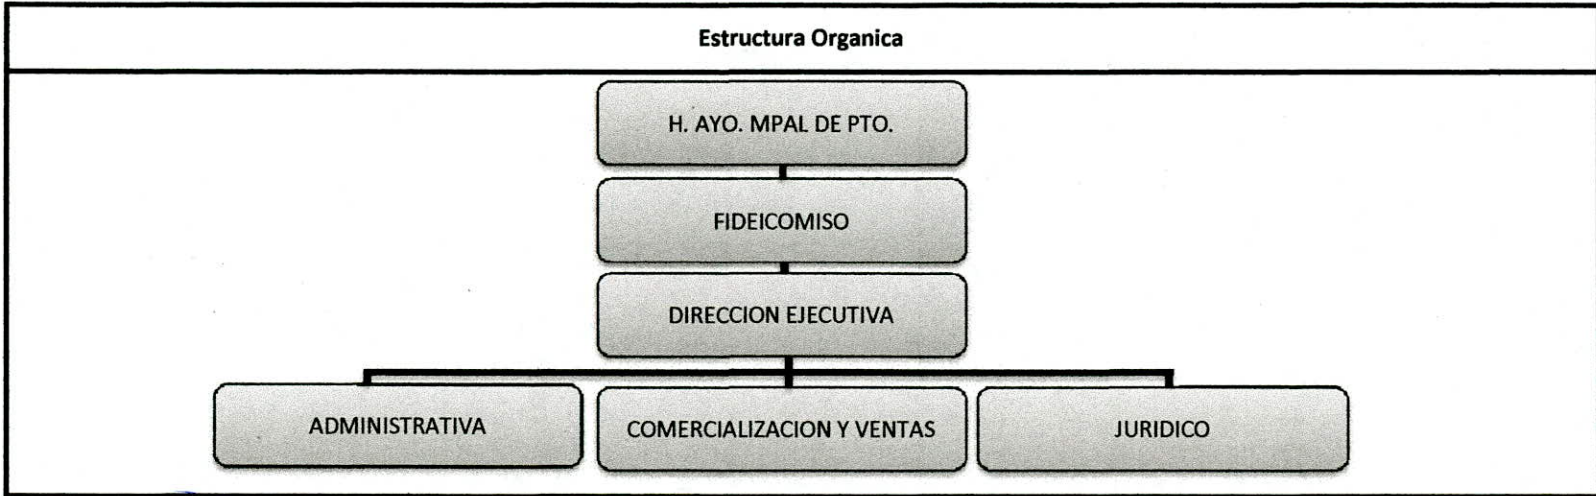 Estructura Organica
H. AYO. MPAL DE PTO.
FIDEICOMISO
DIRECCION EJECUTIVA
ADMINISTRATIVA
COMERCIALIZACION Y VENTAS
JURIDICO